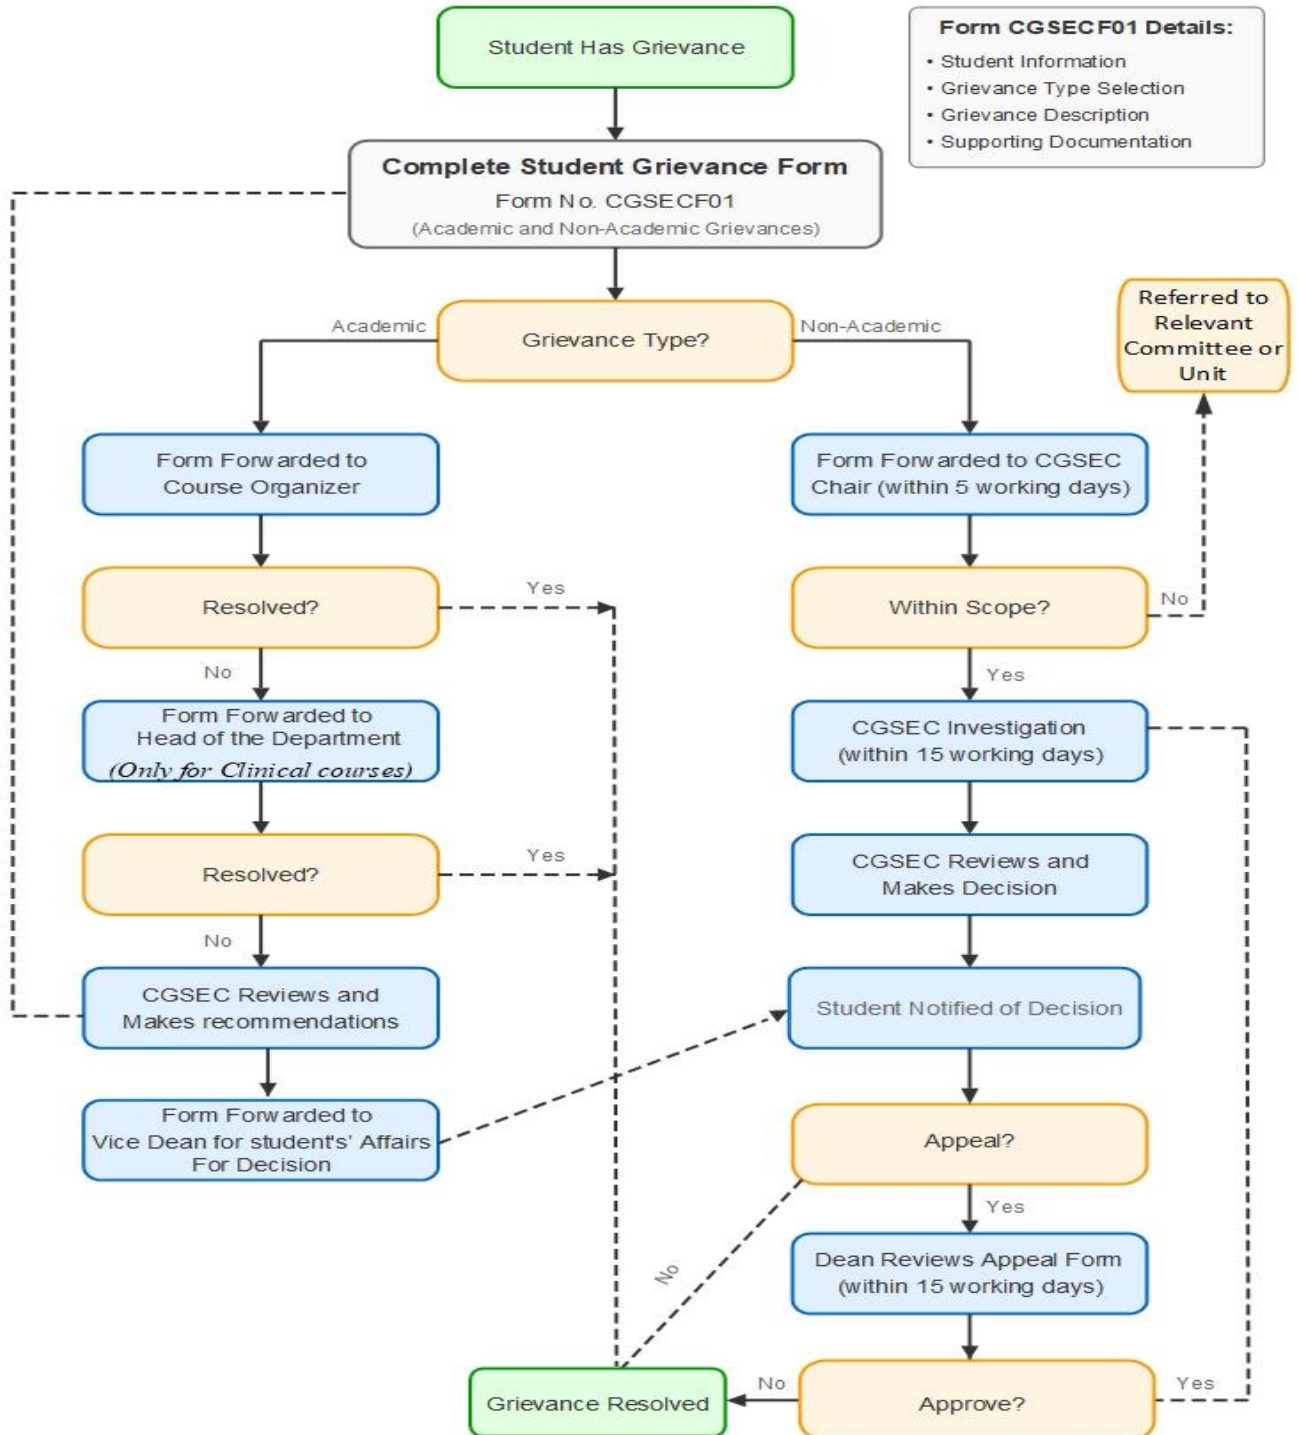 Student Has Grievance
Form CGSECF01 Details:
• Student Information
• Grievance Type Selection
• Grievance Description
• Supporting Documentation
Complete Student Grievance Form
Form No. CGSECF01
(Academic and Non-Academic Grievances)
Grievance Type?
Academic
Non-Academic
Referred to
Relevant
Committee or
Unit
Form Forwarded to
Course Organizer
Resolved?
Yes
No
Form Forwarded to
Head of the Department
(Only for Clinical courses)
Resolved?
Yes
No
CGSEC Reviews and
Makes recommendations
Form Forwarded to
Vice Dean for student's' Affairs
For Decision
Form Forwarded to CGSEC
Chair (within 5 working days)
Within Scope?
No
Yes
CGSEC Investigation
(within 15 working days)
CGSEC Reviews and
Makes Decision
Student Notified of Decision
Appeal?
Yes
No
Dean Reviews Appeal Form
(within 15 working days)
Approve?
Yes
No
Grievance Resolved